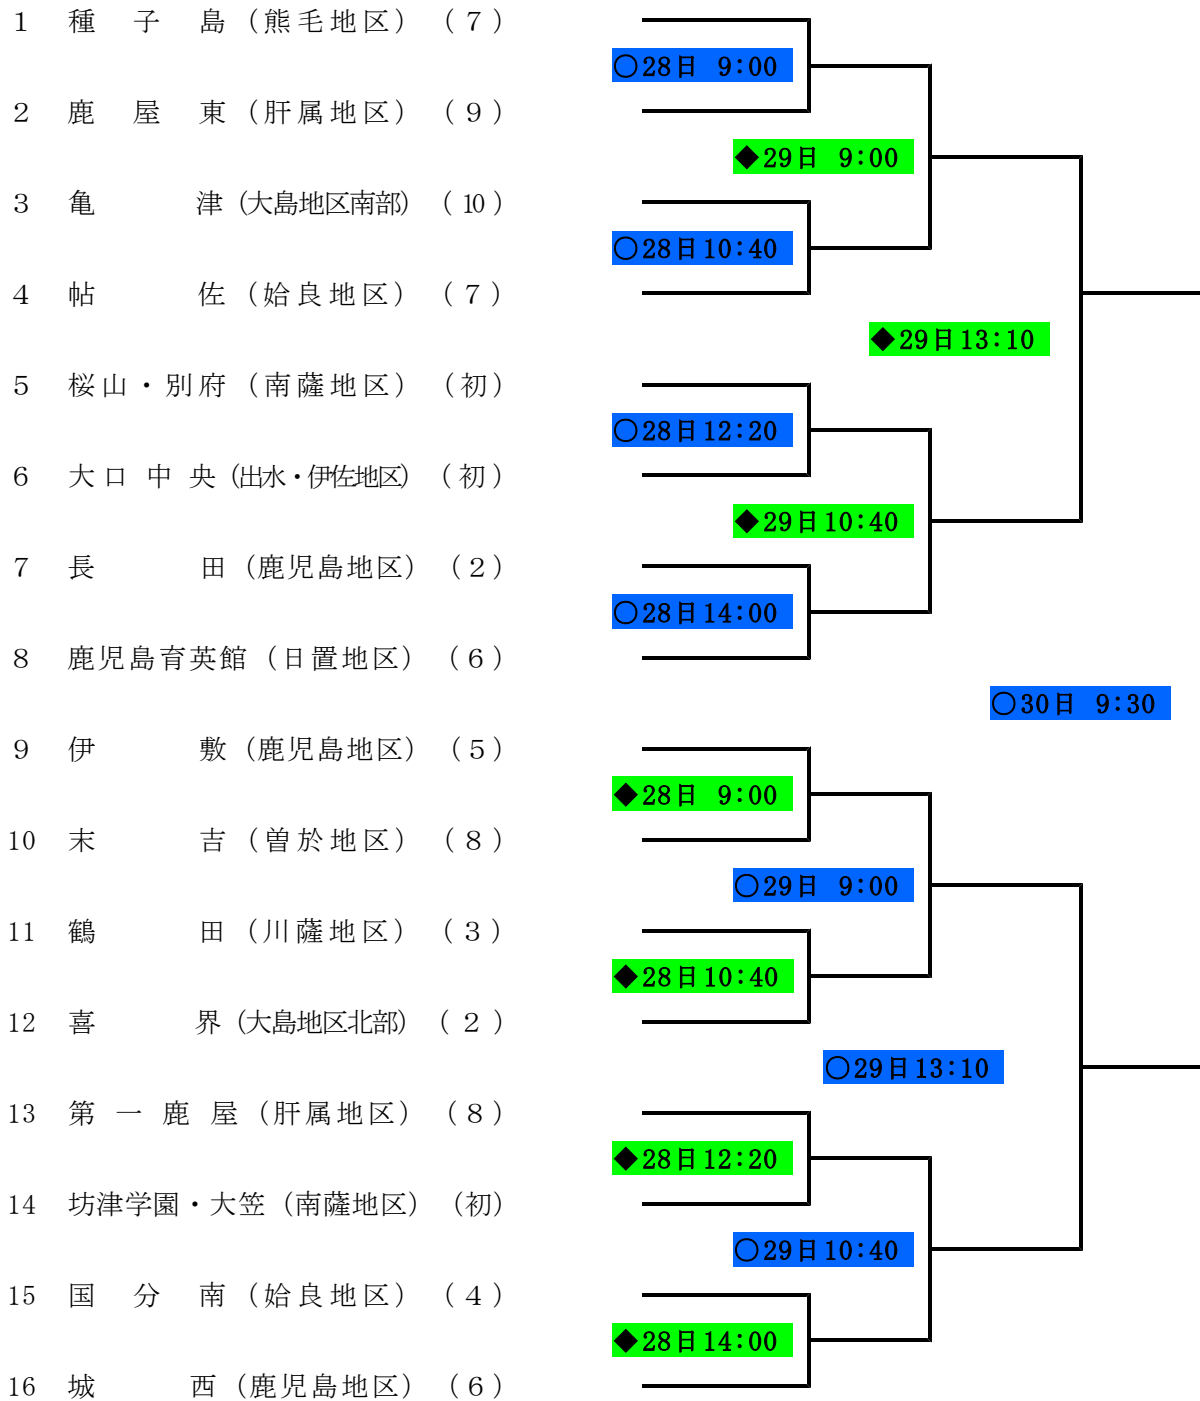 1 種子島（熊毛地区）（７）
○28日 9:00
2 鹿屋東（肝属地区）（９）
◆29日 9:00
3 亀津（大島地区南部）（10）
○28日10:40
4 帖佐（姶良地区）（７）
◆29日13:10
5 桜山・別府（南薩地区）（初）
○28日12:20
6 大口中央（出水・伊佐地区）（初）
◆29日10:40
7 長田（鹿児島地区）（２）
○28日14:00
8 鹿児島育英館（日置地区）（６）
○30日 9:30
9 伊敷（鹿児島地区）（５）
◆28日 9:00
10 末吉（曽於地区）（８）
○29日 9:00
11 鶴田（川薩地区）（３）
◆28日10:40
12 喜界（大島地区北部）（２）
○29日13:10
13 第一鹿屋（肝属地区）（８）
◆28日12:20
14 坊津学園・大笠（南薩地区）（初）
○29日10:40
15 国分南（姶良地区）（４）
◆28日14:00
16 城西（鹿児島地区）（６）